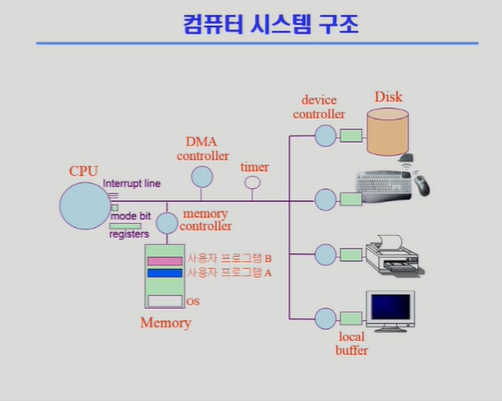 컴퓨터 시스템 구조
device
controller
Disk
DMA
controller
timer
CPU
Interrupt line
mode bit
registers
memory
controller
사용자 프로그램 B
사용자 프로그램 A
OS
Memory
local
buffer